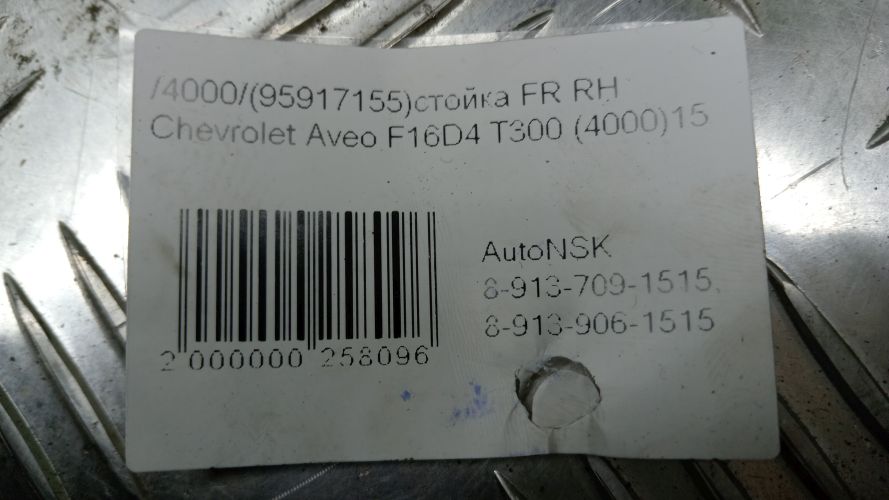 /4000/(95917155)стойка FR RH
Chevrolet Aveo F16D4 T300 (4000)15
AutoNSK
8-913-709-1515,
8-913-906-1515
2 000000 258096